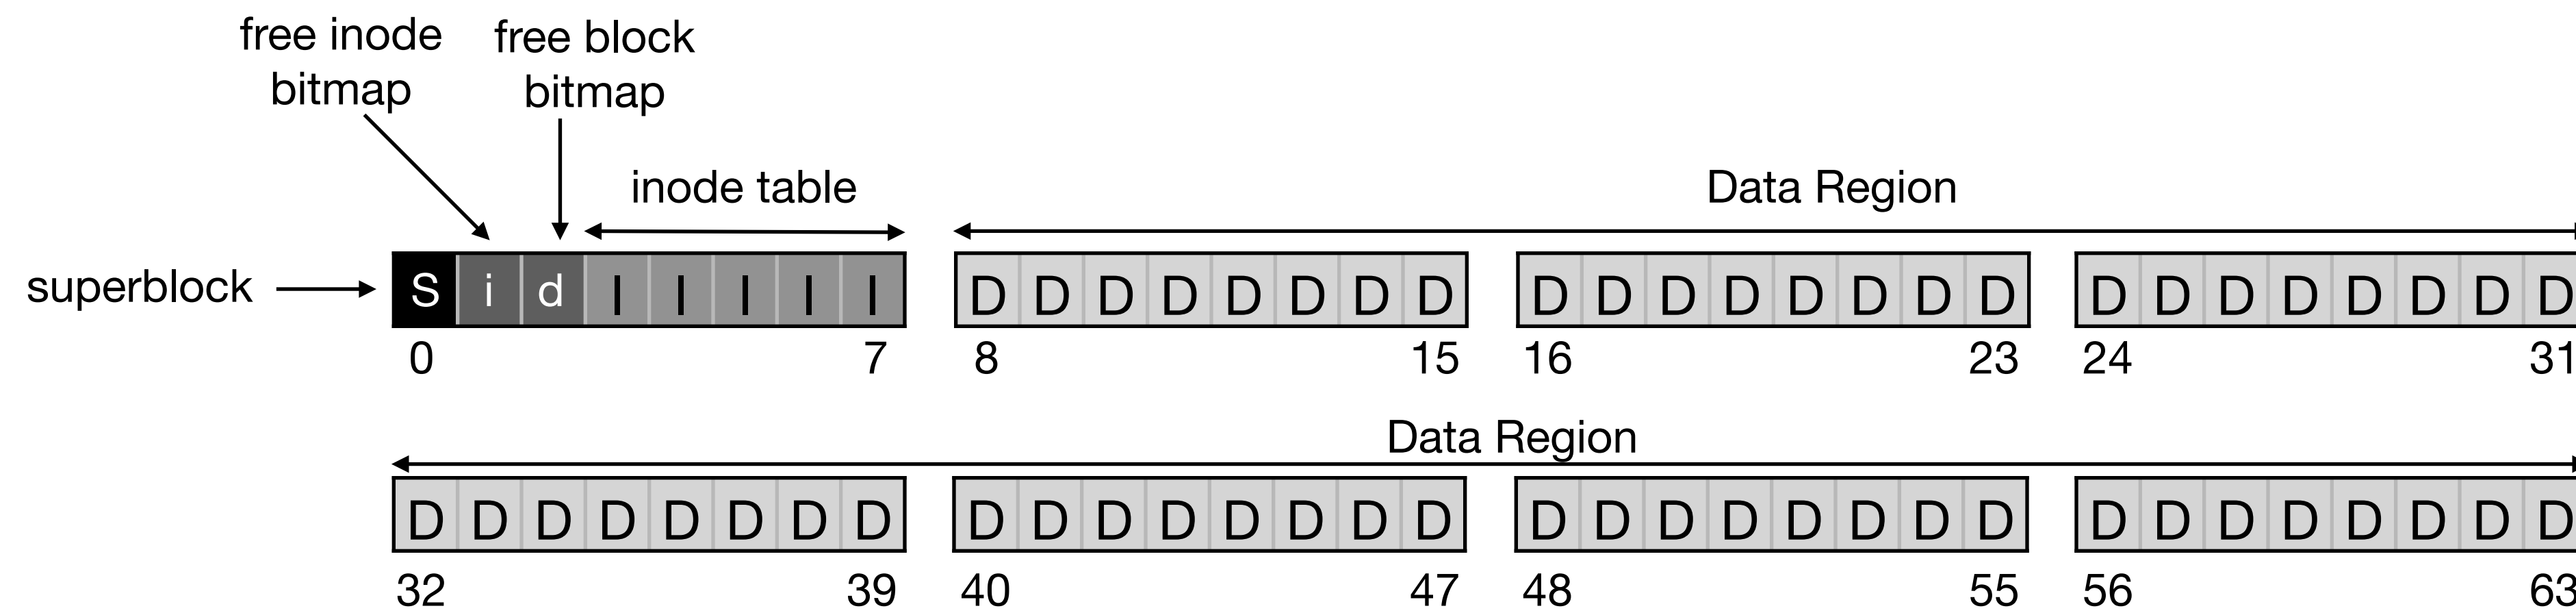 free inode
bitmap
free block
bitmap
inode table
Data Region
superblock
S i d I I I I I D D D D D D D D D D D D D D D D D D D D D D D D
0 7 8 15 16 23 24 31
Data Region
D D D D D D D D D D D D D D D D D D D D D D D D D D D D D D D D
32 39 40 47 48 55 56 63